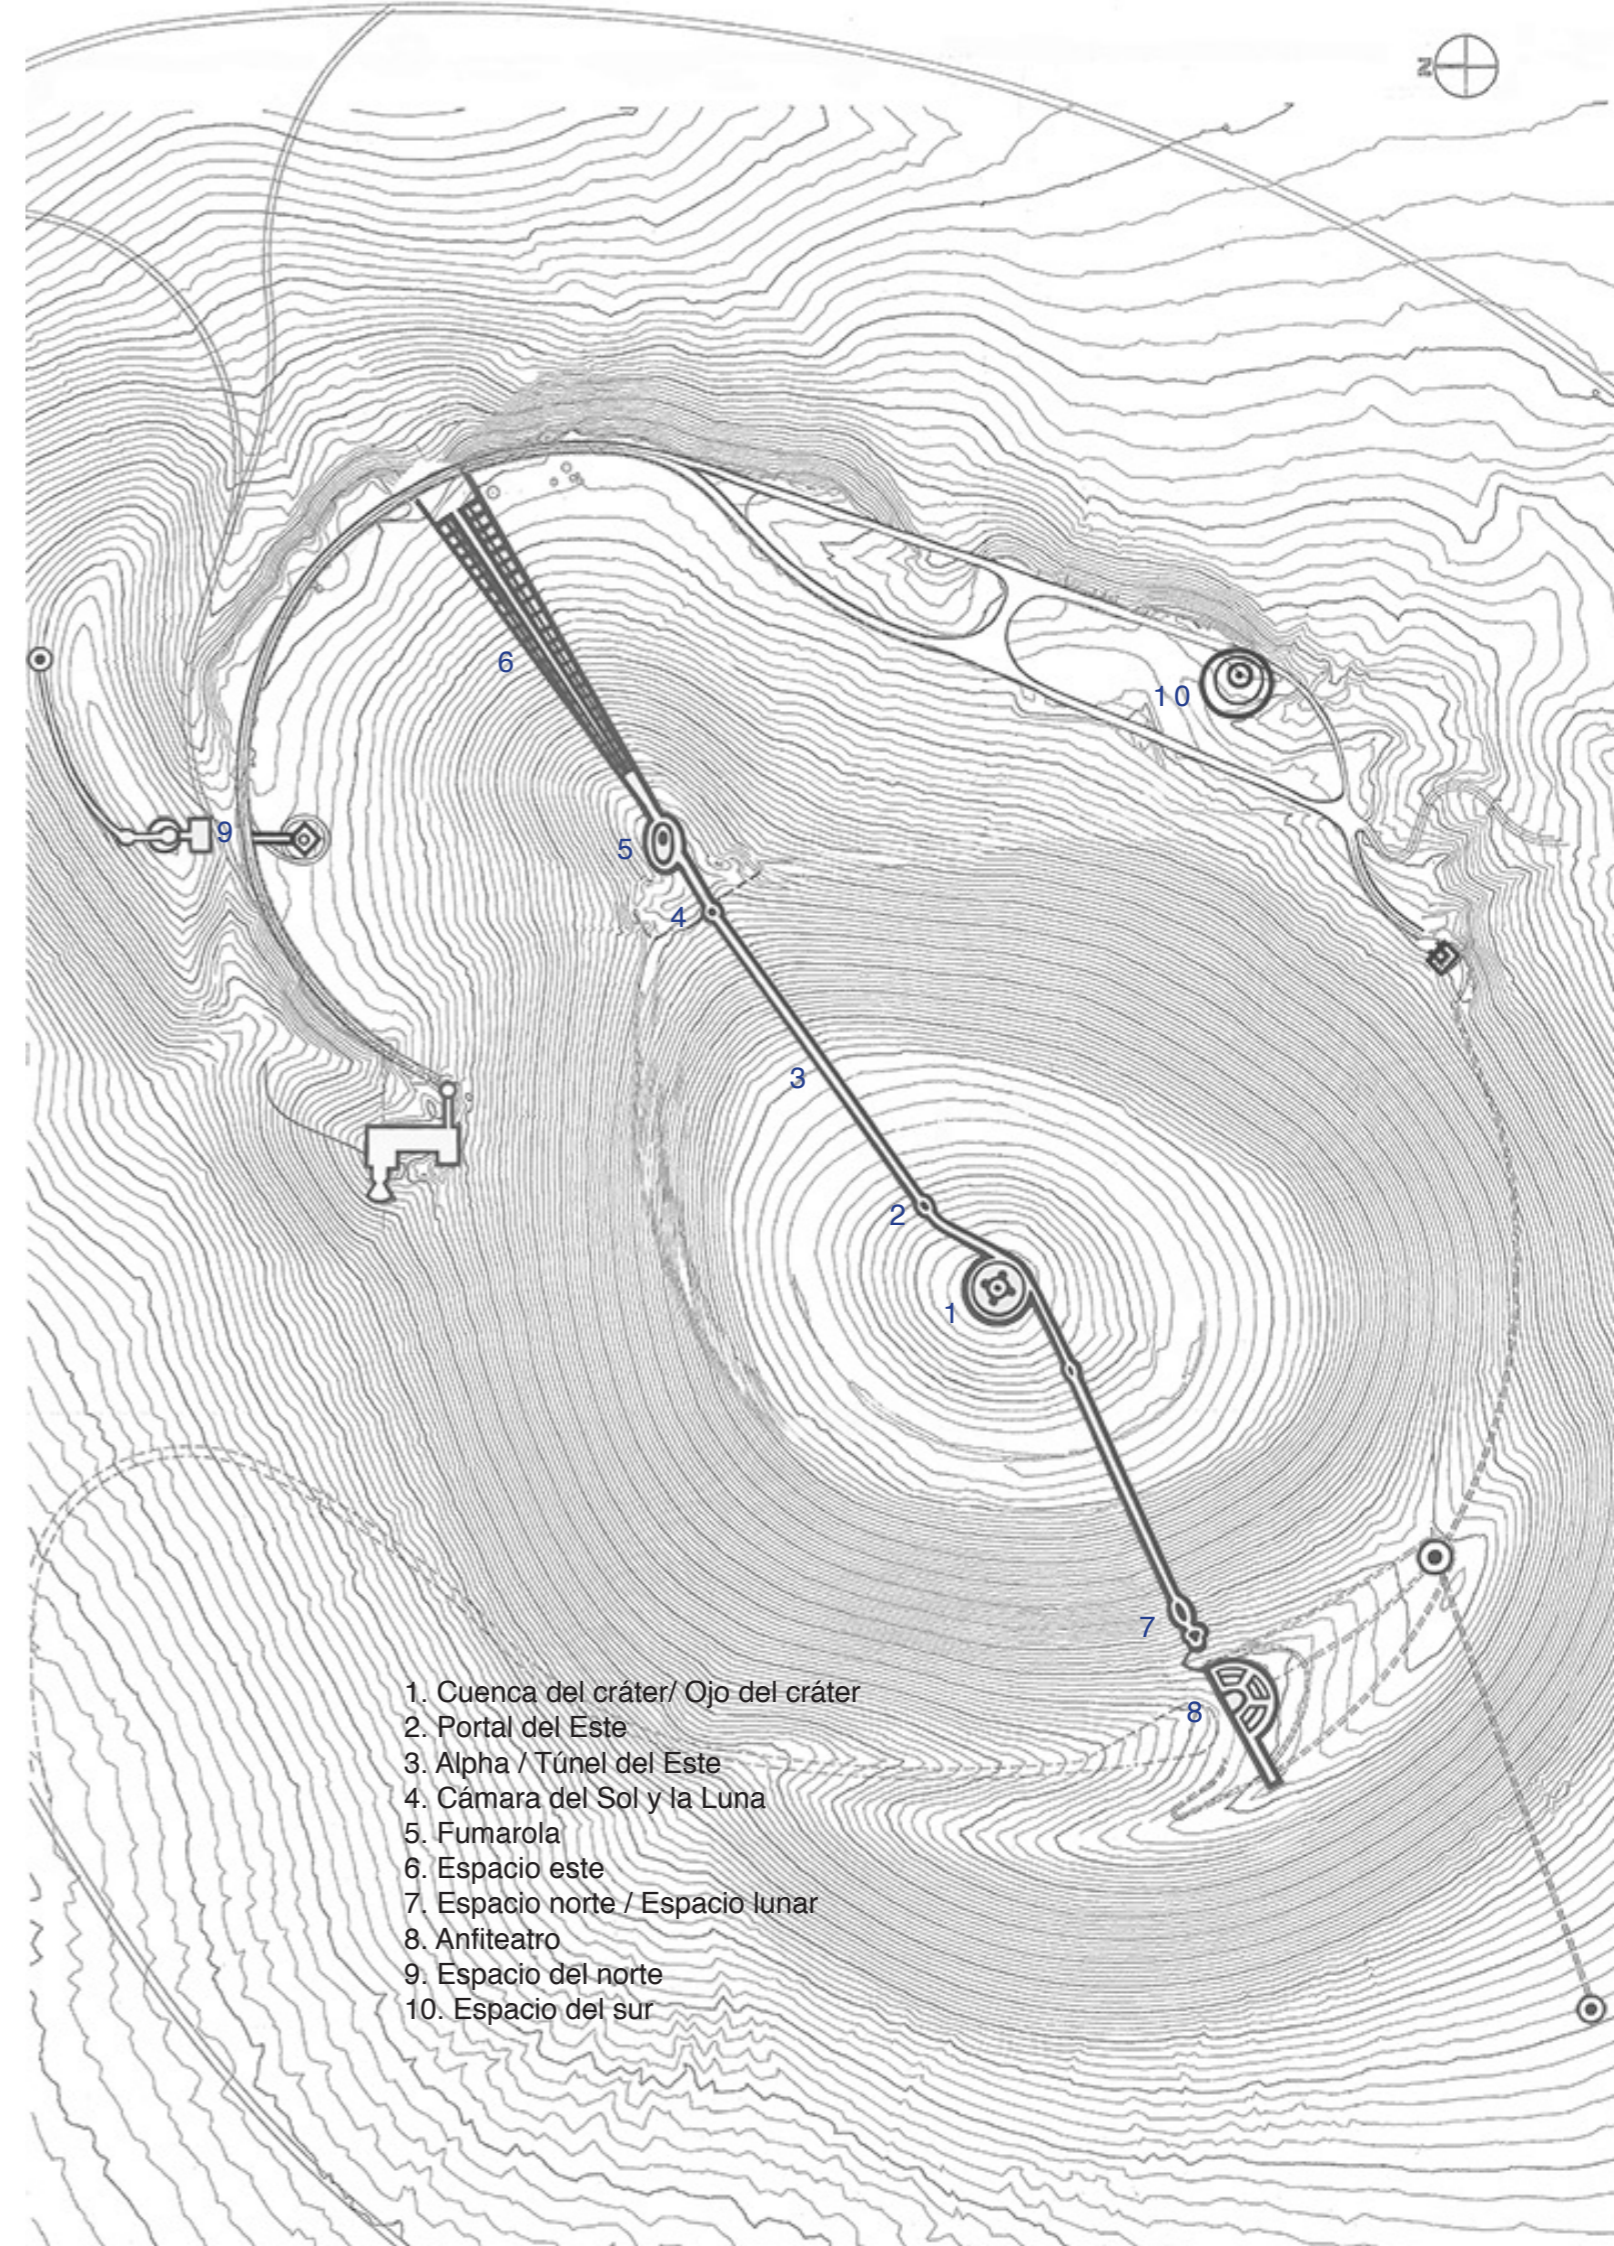 N
6
10
9
5
4
3
2
1
7
8
1. Cuenca del cráter/ Ojo del cráter
2. Portal del Este
3. Alpha / Túnel del Este
4. Cámara del Sol y la Luna
5. Fumarola
6. Espacio este
7. Espacio norte / Espacio lunar
8. Anfiteatro
9. Espacio del norte
10. Espacio del sur